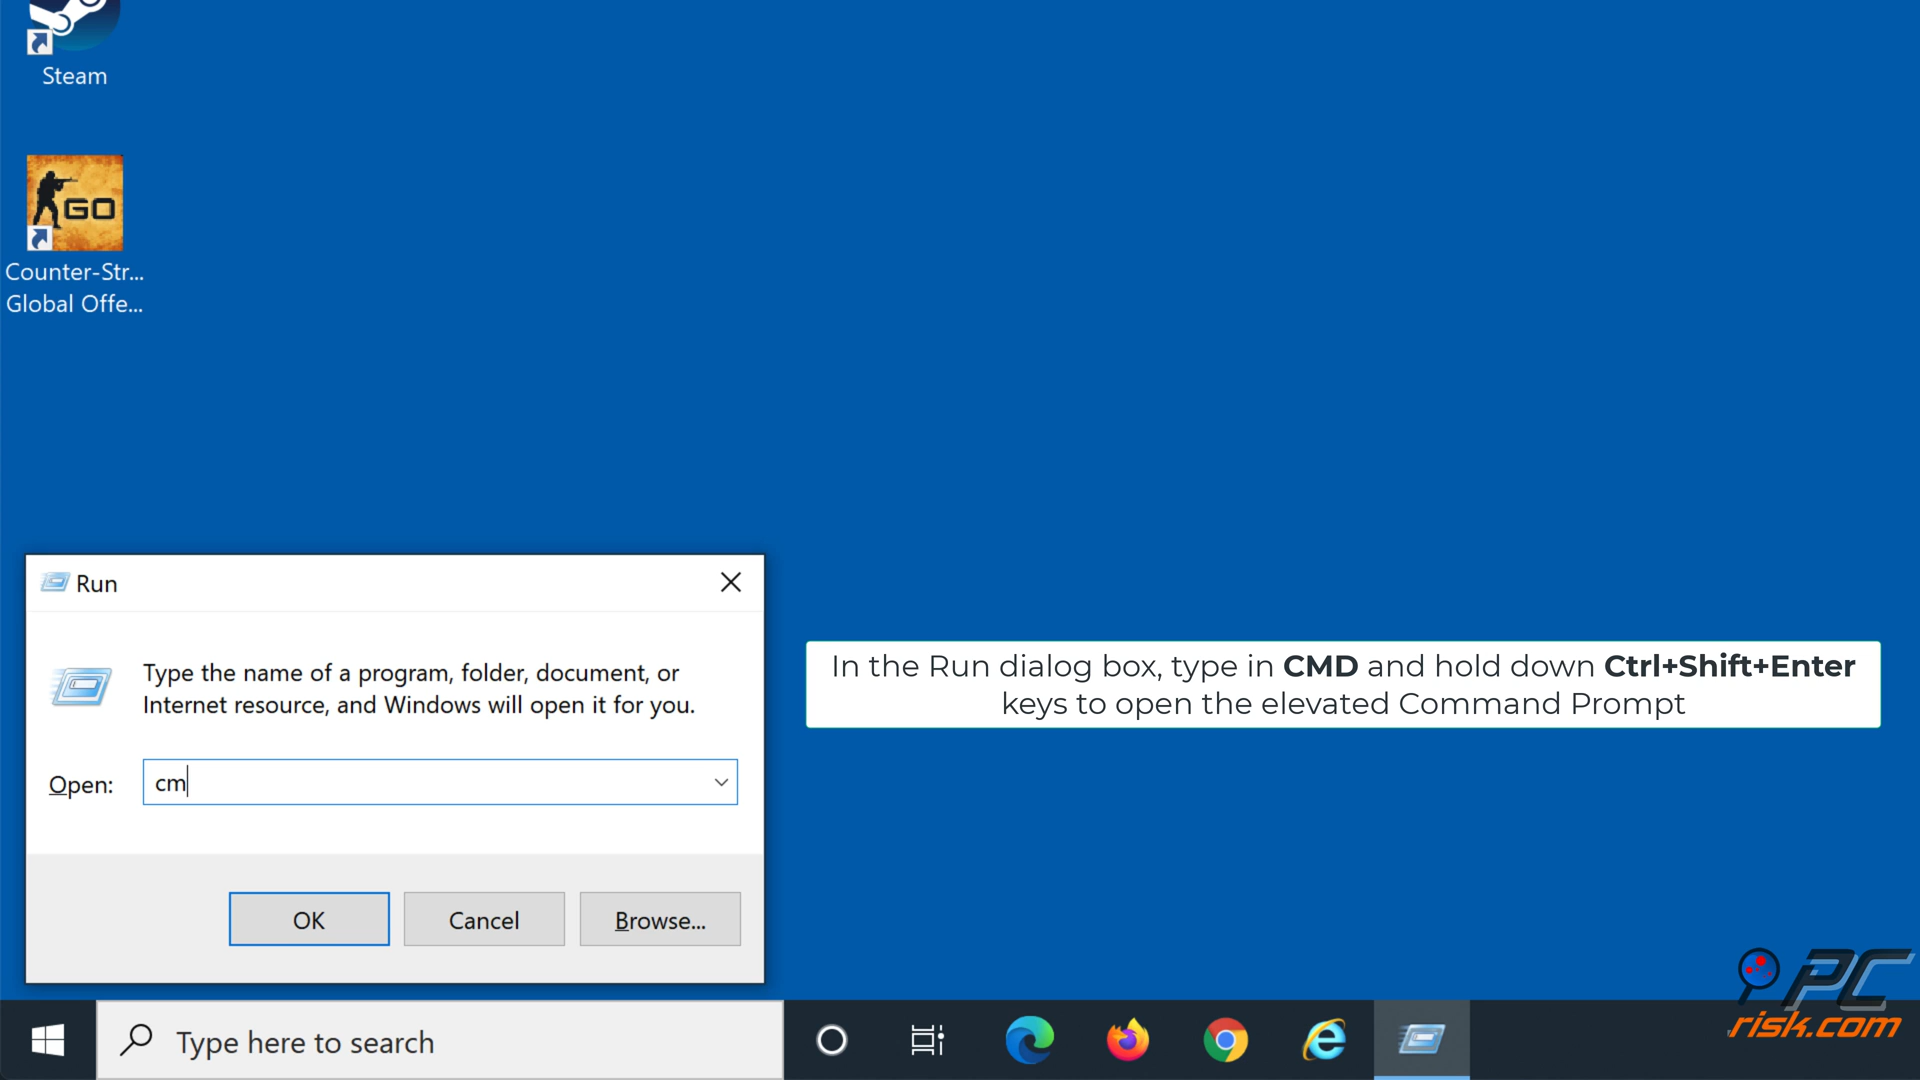 Steam
GO
Counter-Str...
Global Offe...
Run
Type the name of a program, folder, document, or
Internet resource, and Windows will open it for you.
Open:
cm
OK
Cancel
Browse...
In the Run dialog box, type in CMD and hold down Ctrl+Shift+Enter
keys to open the elevated Command Prompt
Type here to search
PC
risk.com